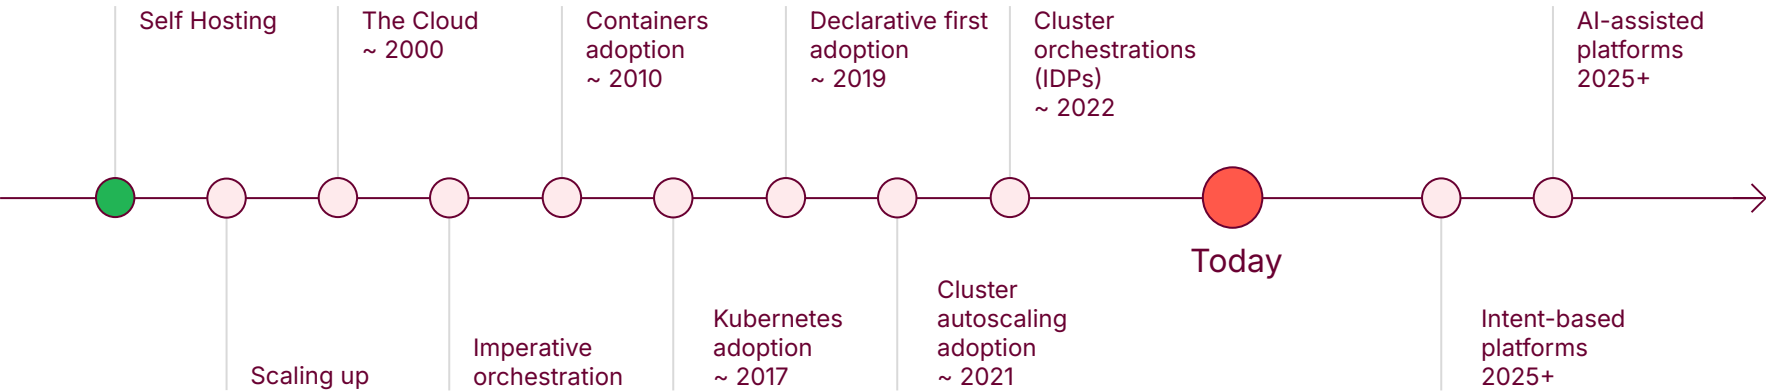 Self Hosting
The Cloud
~ 2000
Containers
adoption
~ 2010
Declarative first
adoption
~ 2019
Cluster
orchestrations
(IDPs)
~ 2022
AI-assisted
platforms
2025+
Today
Scaling up
Imperative
orchestration
Kubernetes
adoption
~ 2017
Cluster
autoscaling
adoption
~ 2021
Intent-based
platforms
2025+